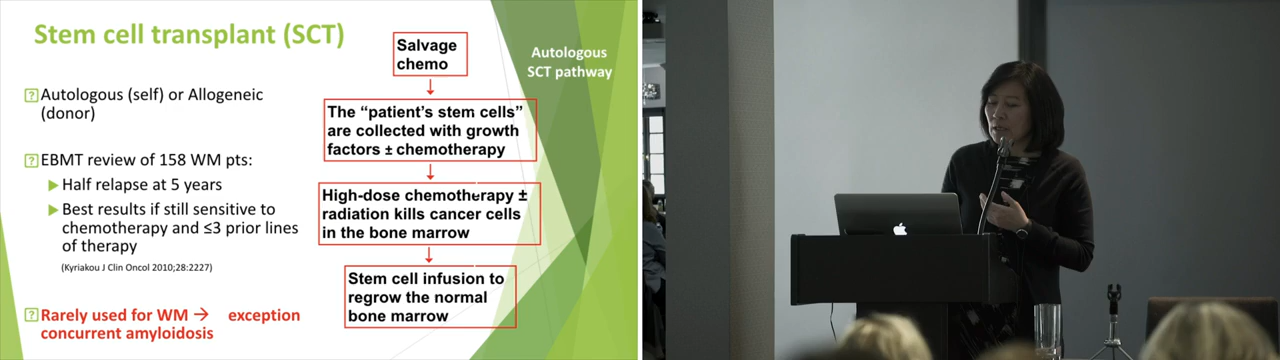 Stem cell transplant (SCT)
Autologous (self) or Allogeneic
(donor)
EBMT review of 158 WM pts:
Half relapse at 5 years
Best results if still sensitive to
chemotherapy and ≤3 prior lines
of therapy
(Kyriakou J Clin Oncol 2010;28:2227)
Rarely used for WM → exception
concurrent amyloidosis
Salvage
chemo
The “patient’s stem cells”
are collected with growth
factors ± chemotherapy
High-dose chemotherapy ±
radiation kills cancer cells
in the bone marrow
Stem cell infusion to
regrow the normal
bone marrow
Autologous
SCT pathway